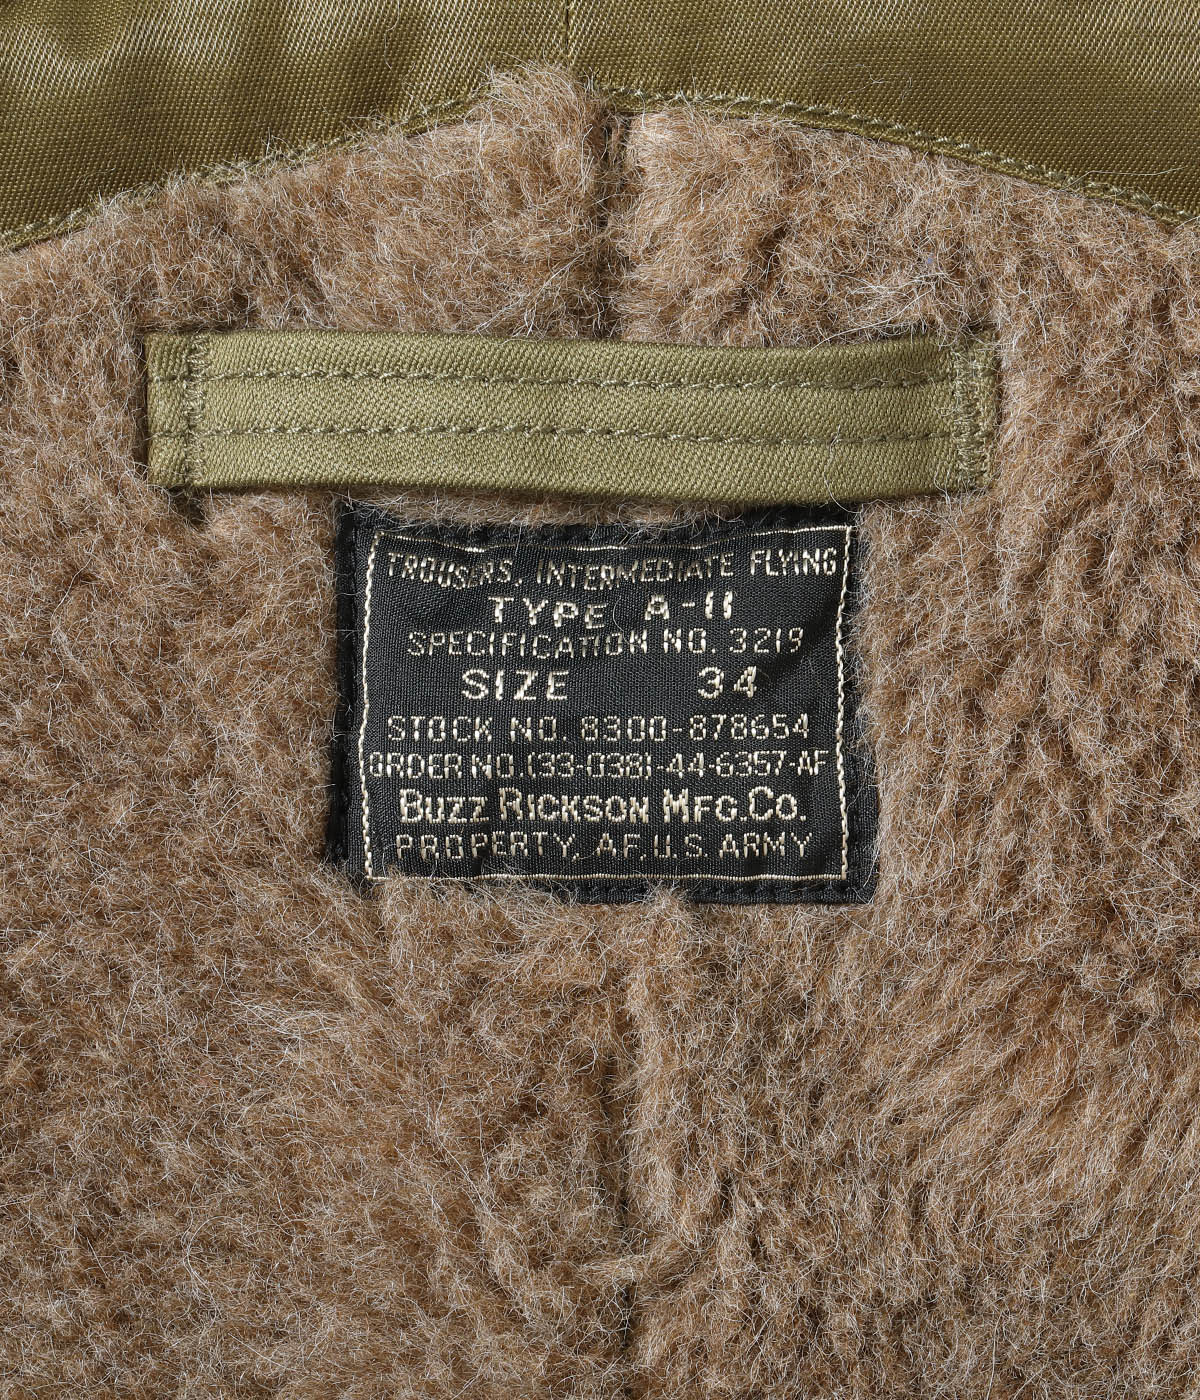 TROUSERS, INTERMEDIATE FLYING
TYPE A-11
SPECIFICATION NO. 3219
SIZE 34
STOCK NO. 8300-878654
ORDER NO. (33-038)-44-6357-AF
BUZZ RICKSON MFG. CO.
PROPERTY, A.F., U.S. ARMY